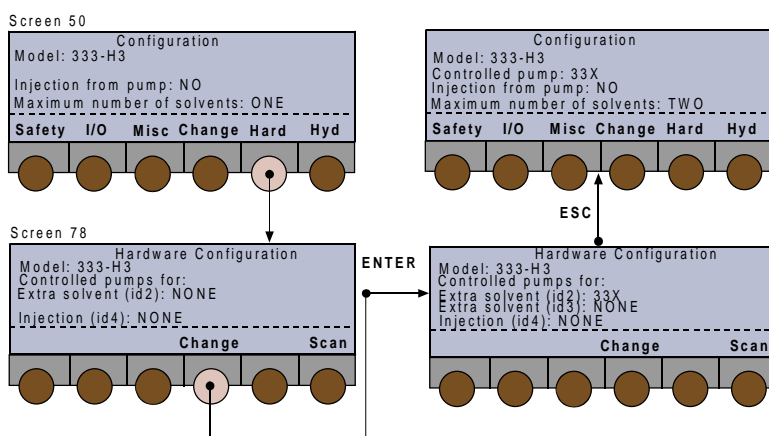 Screen 50
Configuration
Model: 333-H3
Injection from pump: NO
Maximum number of solvents: ONE
Safety I/O Misc Change Hard Hyd
Configuration
Model: 333-H3
Controlled pump: 33X
Injection from pump: NO
Maximum number of solvents: TWO
Safety I/O Misc Change Hard Hyd
ESC
Screen 78
Hardware Configuration
Model: 333-H3
Controlled pumps for:
Extra solvent (id2): NONE
Injection (id4): NONE
Change Scan
ENTER
Hardware Configuration
Model: 333-H3
Controlled pumps for:
Extra solvent (id2): 33X
Extra solvent (id3): NONE
Injection (id4): NONE
Change Scan